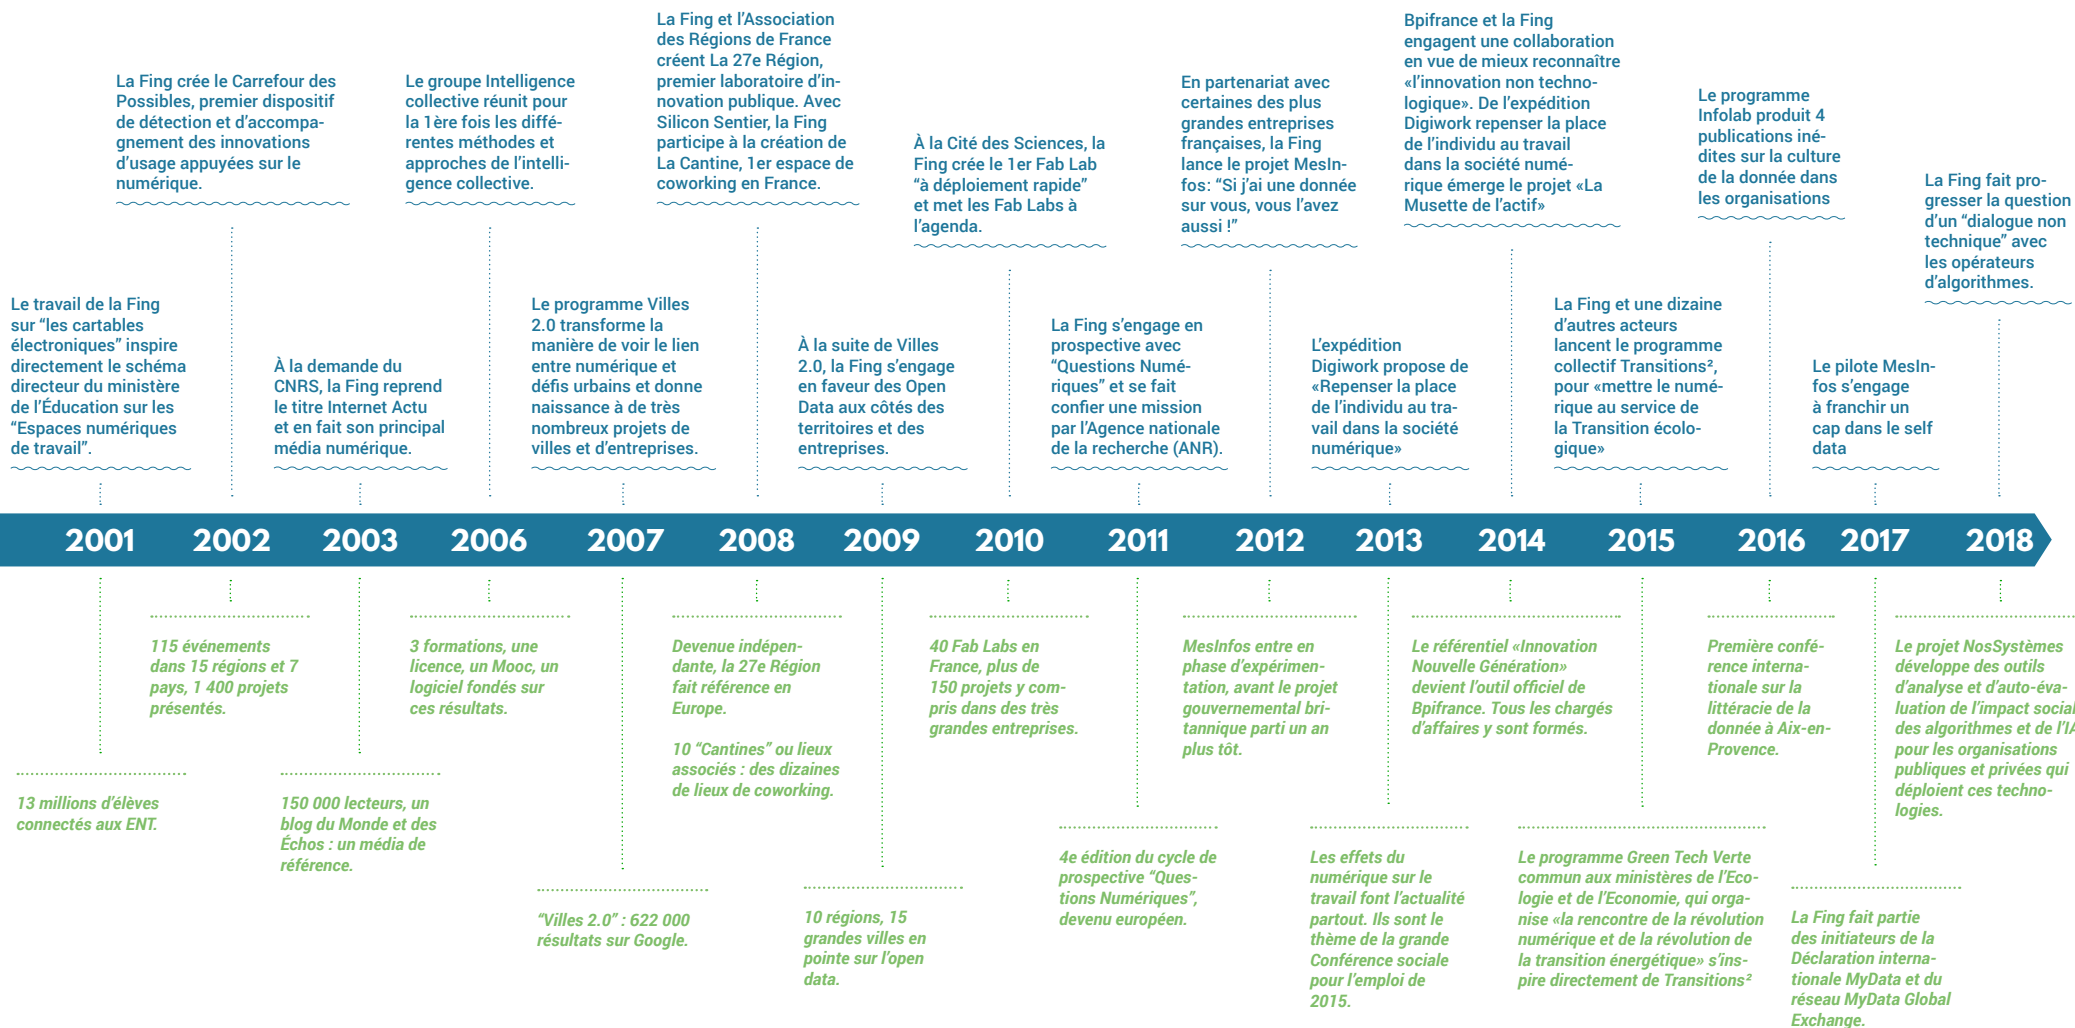 La Fing et l'Association
des Régions de France
créent La 27e Région,
premier laboratoire d'in-
novation publique. Avec
Silicon Sentier, la Fing
participe à la création de
La Cantine, 1er espace de
coworking en France.
Bpifrance et la Fing
engagent une collaboration
en vue de mieux reconnaître
«l'innovation non techno-
logique». De l'expédition
Digiwork repenser la place
de l'individu au travail
dans la société numé-
rique émerge le projet «La
Musette de l'actif»
La Fing crée le Carrefour des
Possibles, premier dispositif
de détection et d'accompa-
gnement des innovations
d'usage appuyées sur le
numérique.
Le groupe Intelligence
collective réunit pour
la 1ère fois les diffé-
rentes méthodes et
approches de l'intelli-
gence collective.
À la Cité des Sciences, la
Fing crée le 1er Fab Lab
“à déploiement rapide”
et met les Fab Labs à
l'agenda.
En partenariat avec
certaines des plus
grandes entreprises
françaises, la Fing
lance le projet MesIn-
fos: “Si j'ai une donnée
sur vous, vous l'avez
aussi !”
Le programme
Infolab produit 4
publications iné-
dites sur la culture
de la donnée dans
les organisations
La Fing fait pro-
gresser la question
d'un “dialogue non
technique” avec
les opérateurs
d'algorithmes.
Le travail de la Fing
sur “les cartables
électroniques” inspire
directement le schéma
directeur du ministère
de l'Éducation sur les
“Espaces numériques
de travail”.
À la demande du
CNRS, la Fing reprend
le titre Internet Actu
et en fait son principal
média numérique.
Le programme Villes
2.0 transforme la
manière de voir le lien
entre numérique et
défis urbains et donne
naissance à de très
nombreux projets de
villes et d'entreprises.
À la suite de Villes
2.0, la Fing s'engage
en faveur des Open
Data aux côtés des
territoires et des
entreprises.
La Fing s'engage en
prospective avec
“Questions Numé-
riques” et se fait
confier une mission
par l'Agence nationale
de la recherche (ANR).
L'expédition
Digiwork propose de
«Repenser la place
de l'individu au tra-
vail dans la société
numérique»
La Fing et une dizaine
d'autres acteurs
lancent le programme
collectif Transitions²,
pour «mettre le numé-
rique au service de
la Transition écolo-
gique»
Le pilote MesIn-
fos s'engage
à franchir un
cap dans le self
data
2001 2002 2003 2006 2007 2008 2009 2010 2011 2012 2013 2014 2015 2016 2017 2018
115 événements
dans 15 régions et 7
pays, 1 400 projets
présentés.
3 formations, une
licence, un Mooc, un
logiciel fondés sur
ces résultats.
Devenue indépen-
dante, la 27e Région
fait référence en
Europe.
10 “Cantines” ou lieux
associés : des dizaines
de lieux de coworking.
40 Fab Labs en
France, plus de
150 projets y com-
pris dans des très
grandes entreprises.
MesInfos entre en
phase d'expérimen-
tation, avant le projet
gouvernemental bri-
tannique parti un an
plus tôt.
Le référentiel «Innovation
Nouvelle Génération»
devient l'outil officiel de
Bpifrance. Tous les chargés
d'affaires y sont formés.
Première confé-
rence interna-
tionale sur la
littéracie de la
donnée à Aix-en-
Provence.
Le projet NosSystèmes
développe des outils
d'analyse et d'auto-éva-
luation de l'impact social
des algorithmes et de l'IA
pour les organisations
publiques et privées qui
déploient ces techno-
logies.
13 millions d'élèves
connectés aux ENT.
150 000 lecteurs, un
blog du Monde et des
Échos : un média de
référence.
“Villes 2.0” : 622 000
résultats sur Google.
10 régions, 15
grandes villes en
pointe sur l'open
data.
4e édition du cycle de
prospective “Ques-
tions Numériques”,
devenu européen.
Les effets du
numérique sur le
travail font l'actualité
partout. Ils sont le
thème de la grande
Conférence sociale
pour l'emploi de
2015.
Le programme Green Tech Verte
commun aux ministères de l'Eco-
logie et de l'Economie, qui orga-
nise «la rencontre de la révolution
numérique et de la révolution de
la transition énergétique» s'ins-
pire directement de Transitions²
La Fing fait partie
des initiateurs de la
Déclaration interna-
tionale MyData et du
réseau MyData Global
Exchange.